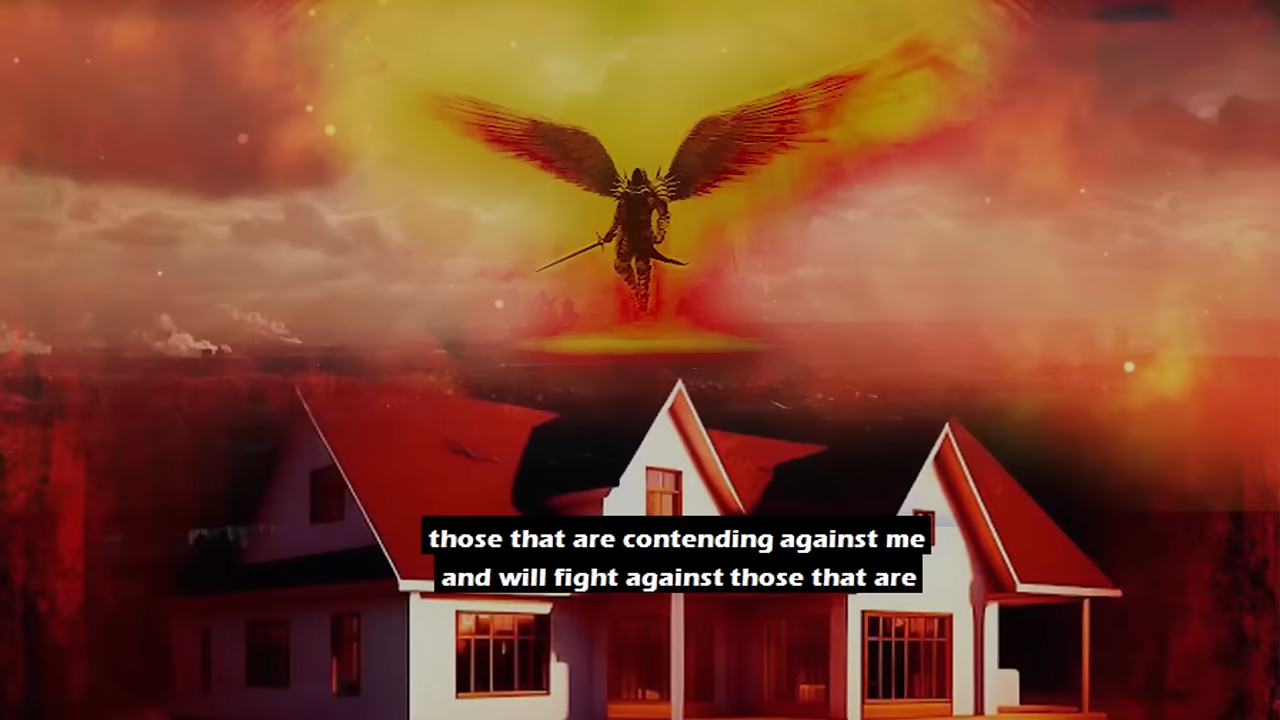 those that are contending against me
and will fight against those that are